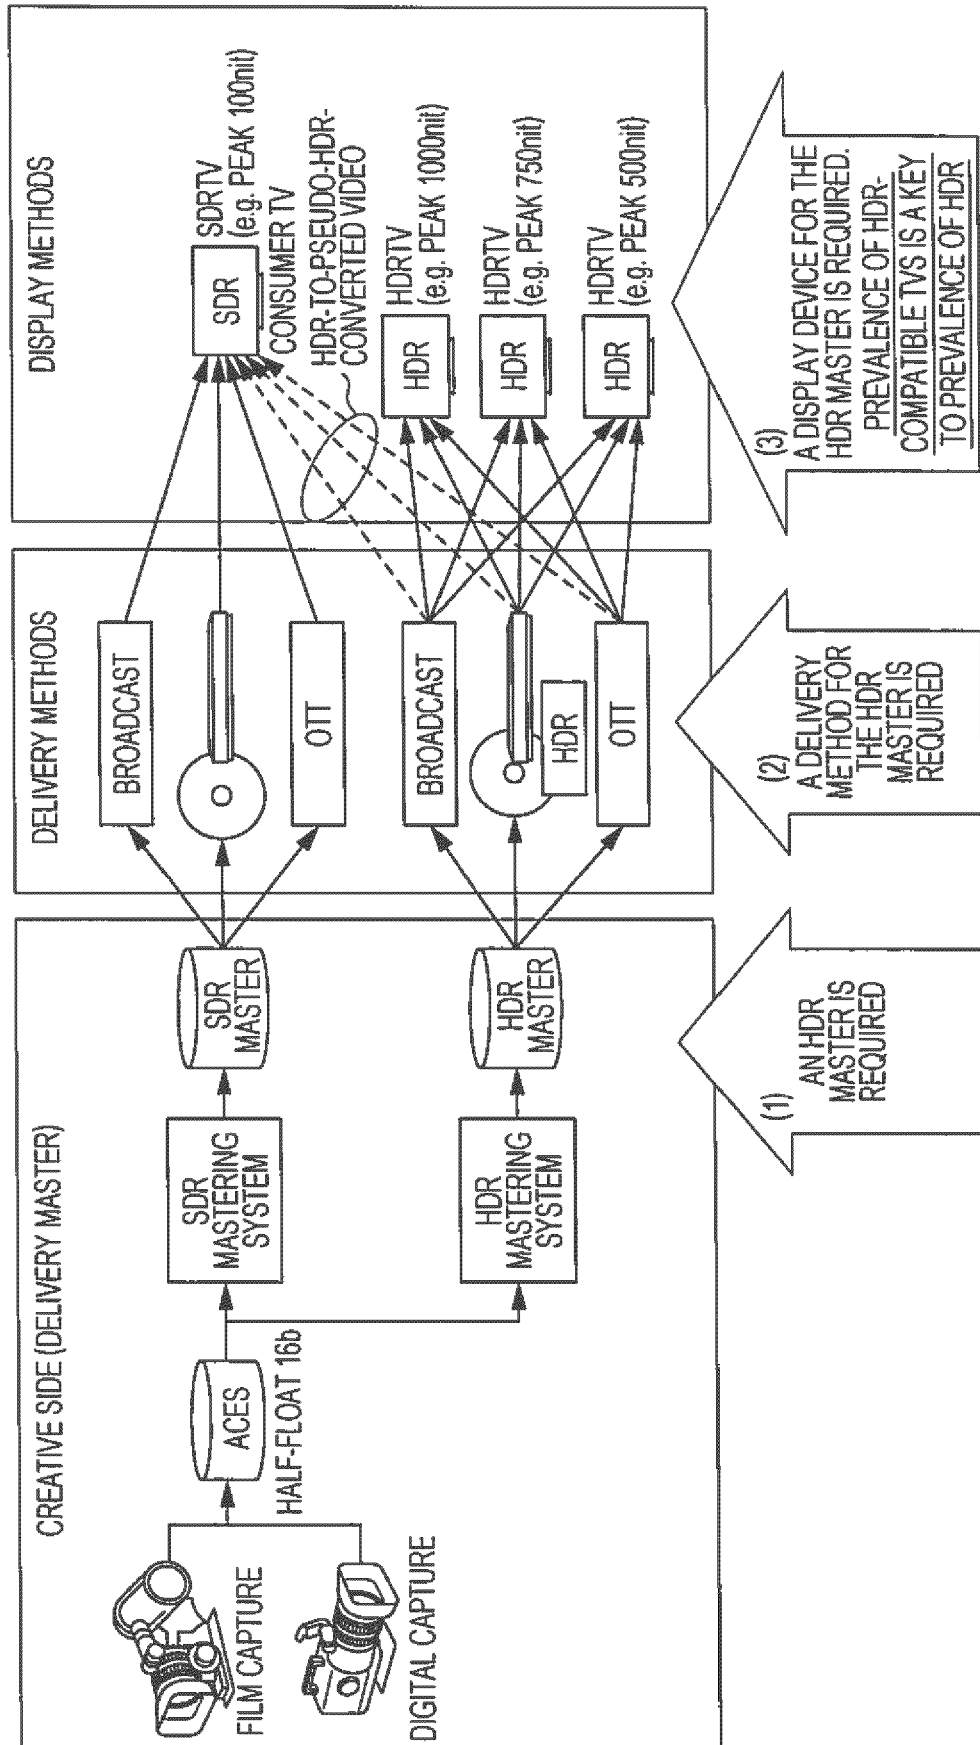 CREATIVE SIDE (DELIVERY MASTER)
FILM CAPTURE
DIGITAL CAPTURE
ACES
HALF-FLOAT 16b
SDR
MASTERING
SYSTEM
HDR
MASTERING
SYSTEM
SDR
MASTER
HDR
MASTER
DELIVERY METHODS
BROADCAST
OTT
BROADCAST
HDR
OTT
DISPLAY METHODS
SDR
SDRTV
(e.g. PEAK 100nit)
CONSUMER TV
HDR-TO-PSEUDO-HDR-
CONVERTED VIDEO
HDR
HDRTV
(e.g. PEAK 1000nit)
HDR
HDRTV
(e.g. PEAK 750nit)
HDR
HDRTV
(e.g. PEAK 500nit)
(1)
AN HDR
MASTER IS
REQUIRED
(2)
A DELIVERY
METHOD FOR
THE HDR
MASTER IS
REQUIRED
(3)
A DISPLAY DEVICE FOR THE
HDR MASTER IS REQUIRED.
PREVALENCE OF HDR-
COMPATIBLE TVS IS A KEY
TO PREVALENCE OF HDR